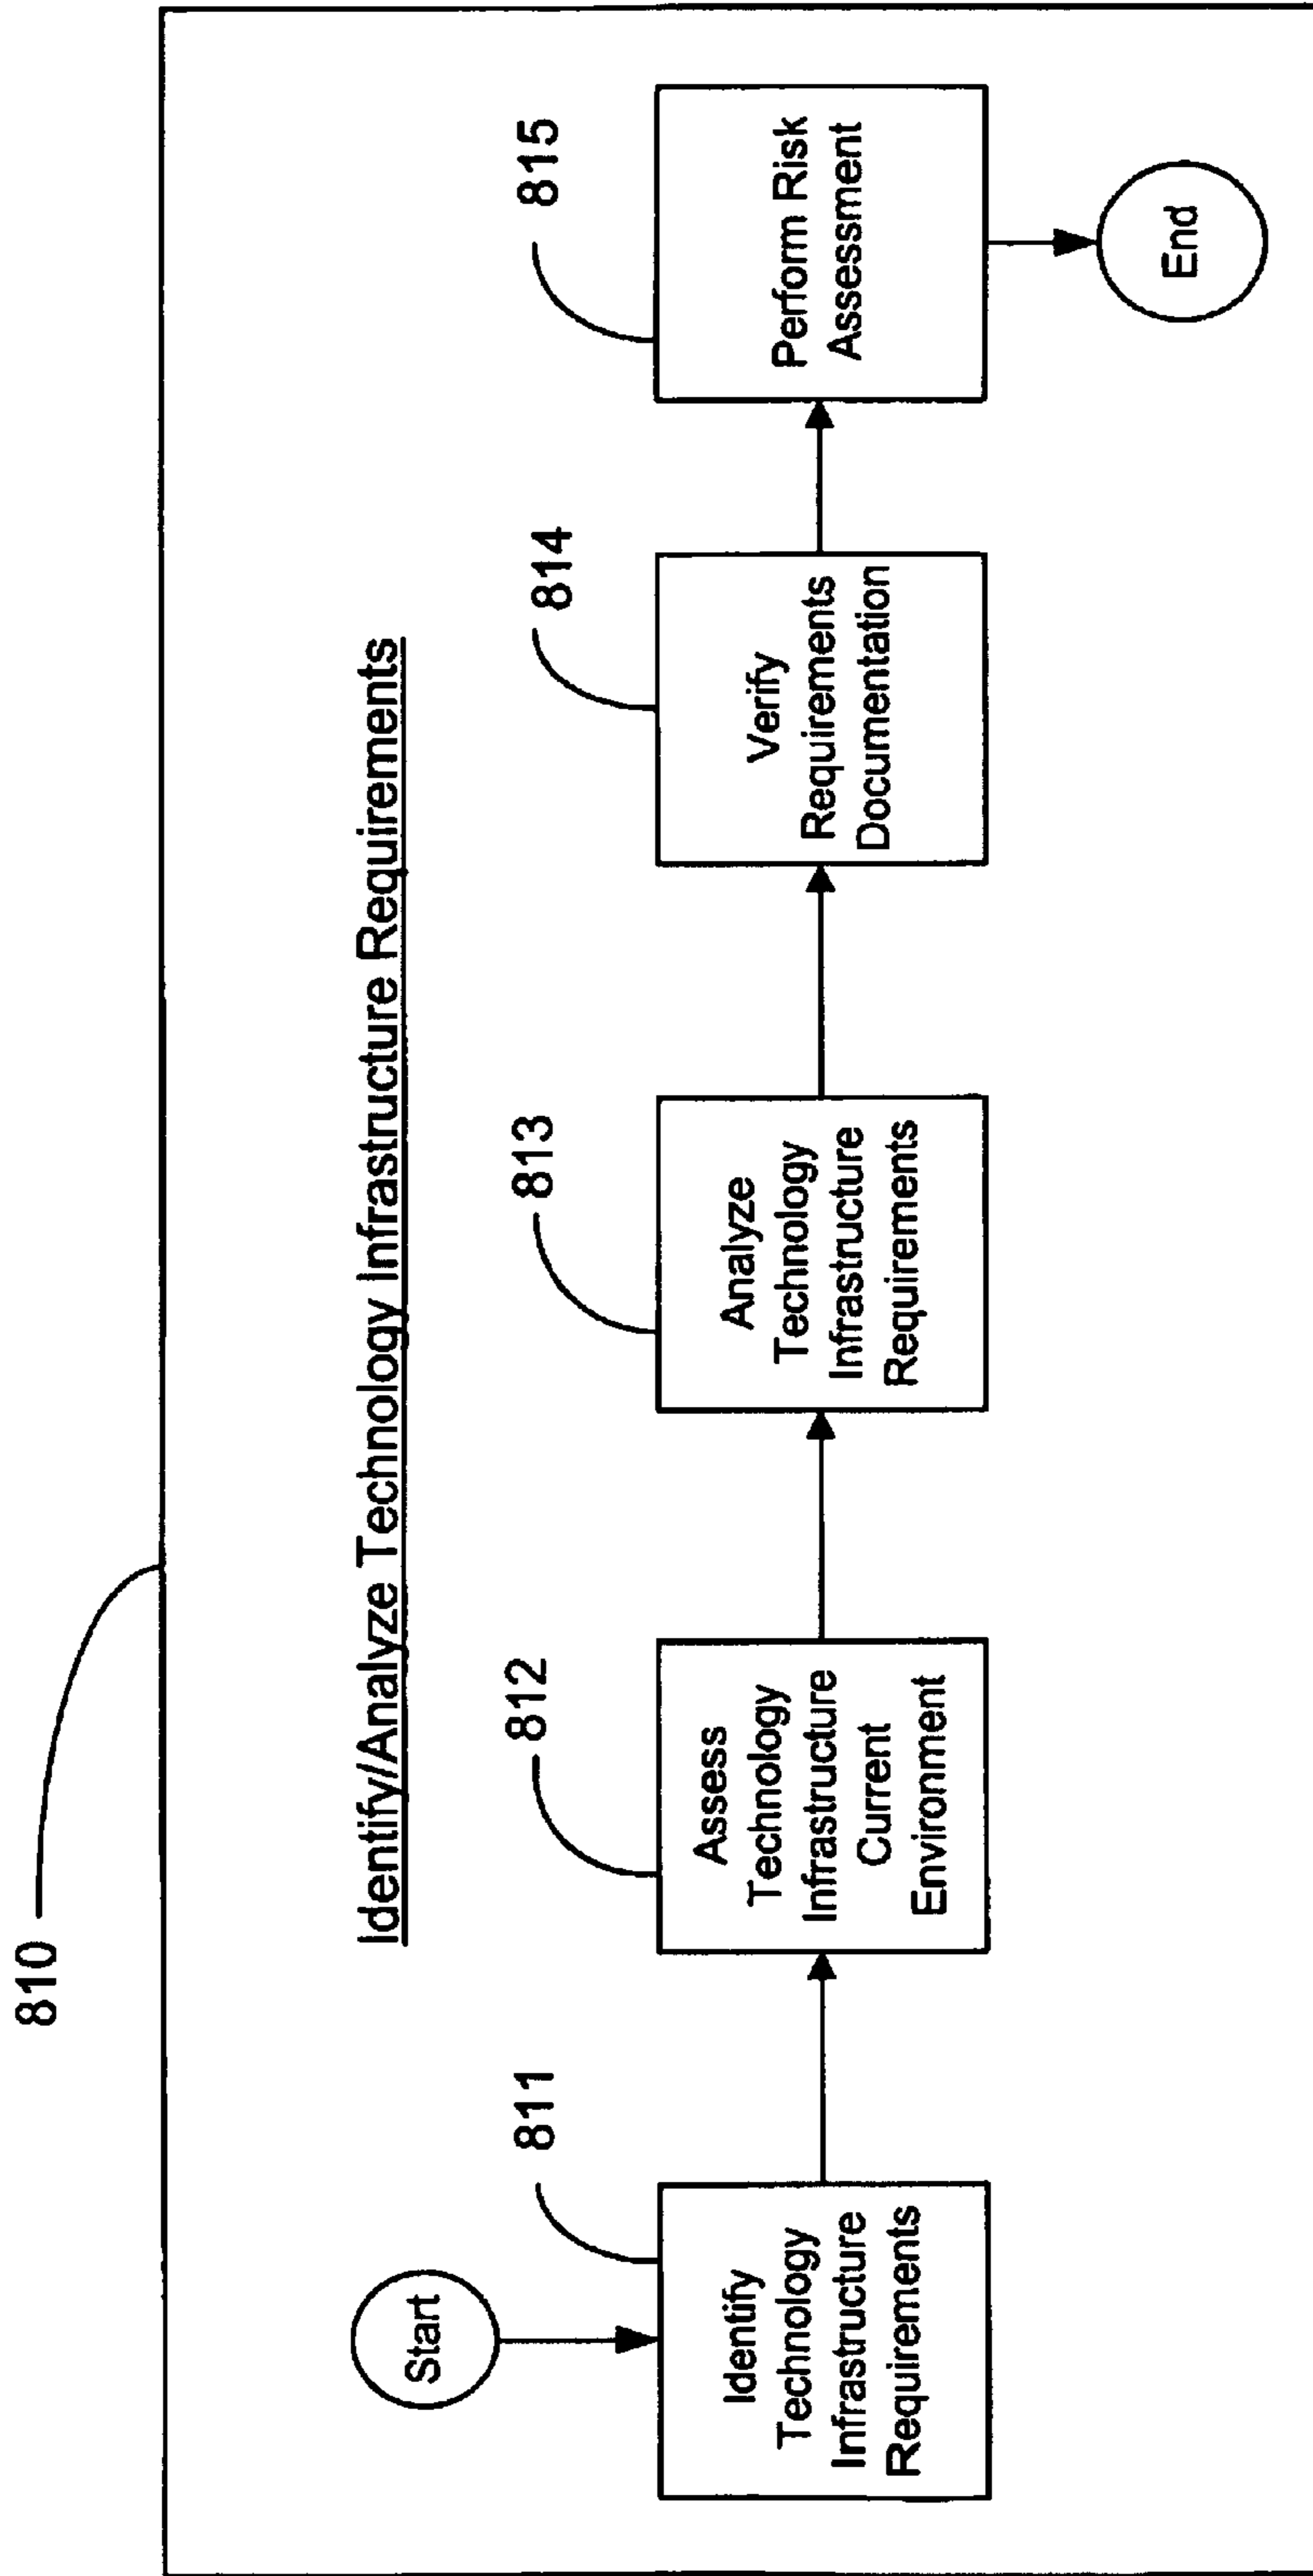 810
Identify/Analyze Technology Infrastructure Requirements
Start
811
Identify
Technology
Infrastructure
Requirements
812
Assess
Technology
Infrastructure
Current
Environment
813
Analyze
Technology
Infrastructure
Requirements
814
Verify
Requirements
Documentation
815
Perform Risk
Assessment
End